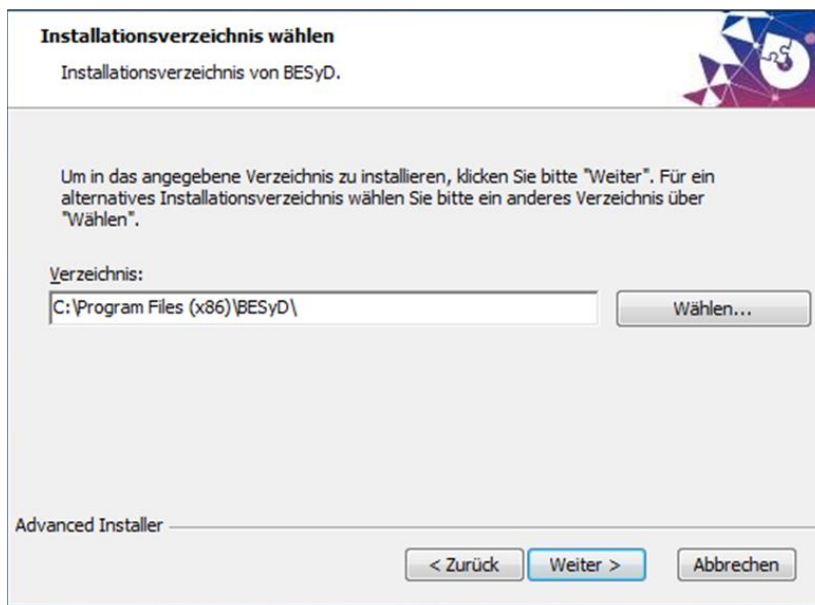 Installationsverzeichnis wählen
Installationsverzeichnis von BESyD.
Um in das angegebene Verzeichnis zu installieren, klicken Sie bitte "Weiter". Für ein
alternatives Installationsverzeichnis wählen Sie bitte ein anderes Verzeichnis über
"Wählen".
Verzeichnis:
C:\Program Files (x86)\BESyD\
Wählen...
Advanced Installer
< Zurück
Weiter >
Abbrechen